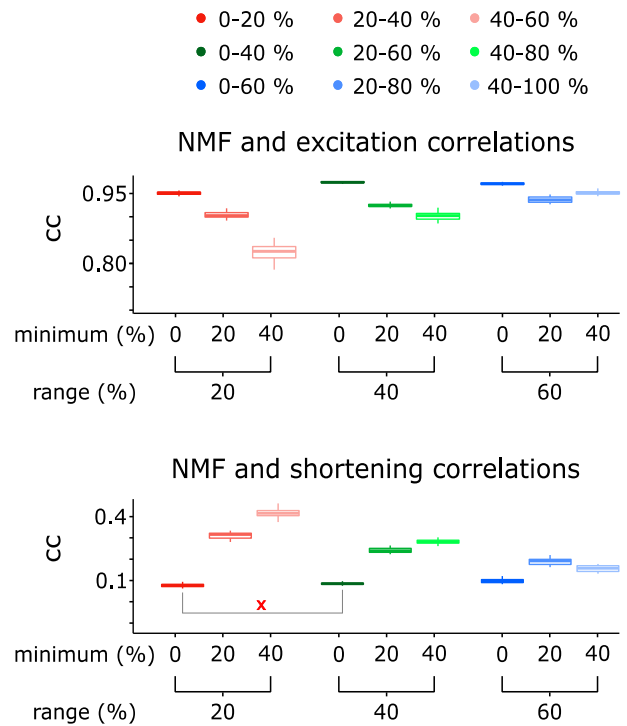 0-20 % 20-40 % 40-60 %
0-40 % 20-60 % 40-80 %
0-60 % 20-80 % 40-100 %
NMF and excitation correlations
0.95
cc
0.80
minimum (%) 0 20 40 0 20 40 0 20 40
range (%) 20 40 60
NMF and shortening correlations
0.4
cc
0.1
x
minimum (%) 0 20 40 0 20 40 0 20 40
range (%) 20 40 60